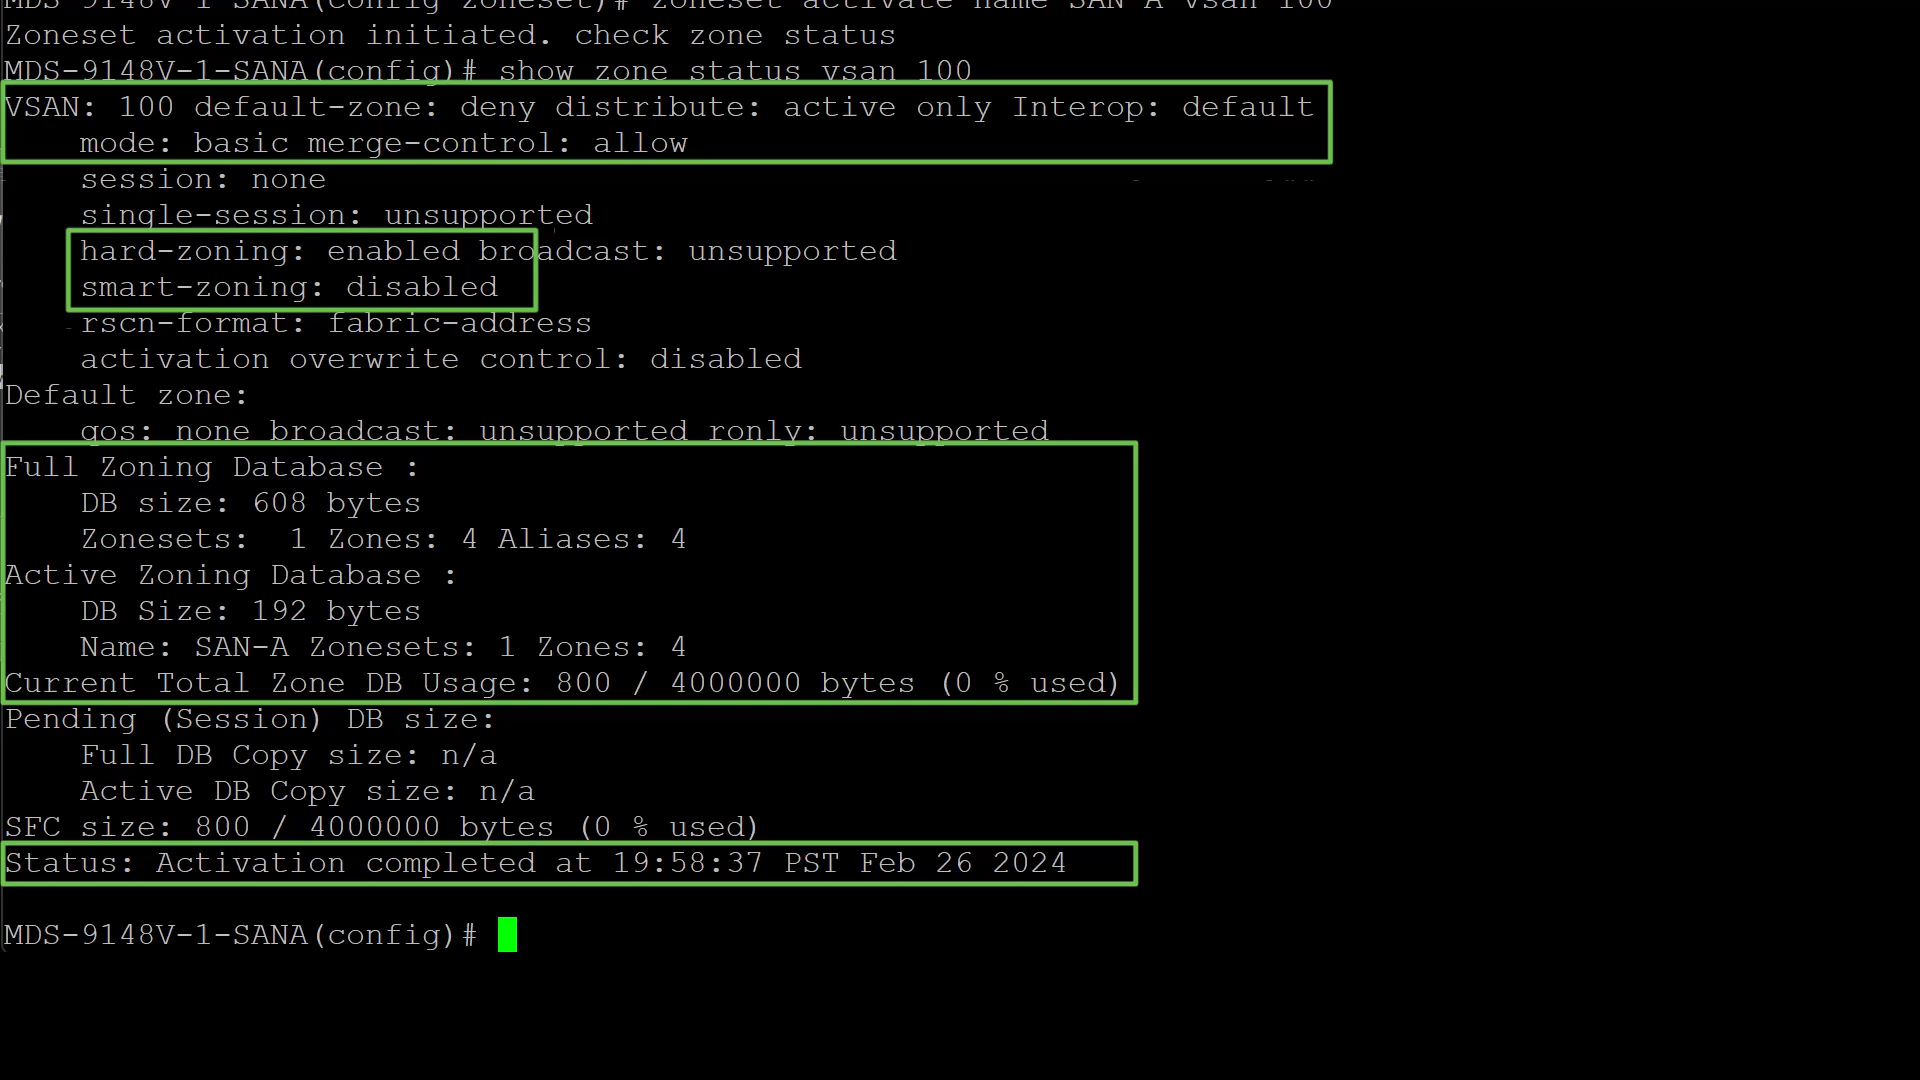 MDS-9148V-1-SANA(config-zoneset)# zoneset activate name SAN-A vsan 100
Zoneset activation initiated. check zone status
MDS-9148V-1-SANA(config)# show zone status vsan 100
VSAN: 100 default-zone: deny distribute: active only Interop: default
    mode: basic merge-control: allow
    session: none
    single-session: unsupported
    hard-zoning: enabled broadcast: unsupported
    smart-zoning: disabled
    rscn-format: fabric-address
    activation overwrite control: disabled
Default zone:
    qos: none broadcast: unsupported ronly: unsupported
Full Zoning Database :
    DB size: 608 bytes
    Zonesets:  1 Zones: 4 Aliases: 4
Active Zoning Database :
    DB Size: 192 bytes
    Name: SAN-A Zonesets: 1 Zones: 4
Current Total Zone DB Usage: 800 / 4000000 bytes (0 % used)
Pending (Session) DB size:
    Full DB Copy size: n/a
    Active DB Copy size: n/a
SFC size: 800 / 4000000 bytes (0 % used)
Status: Activation completed at 19:58:37 PST Feb 26 2024
MDS-9148V-1-SANA(config)#